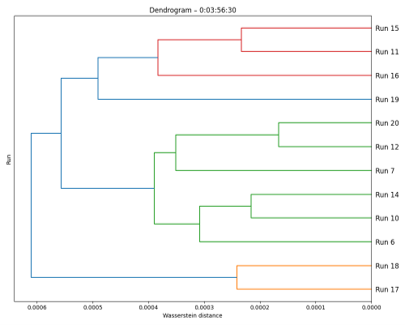 Dendrogram – 0:03:56:30
Run 15
Run 11
Run 16
Run 19
Run 20
Run 12
Run 7
Run 14
Run 10
Run 6
Run 18
Run 17
Run
0.0006 0.0005 0.0004 0.0003 0.0002 0.0001 0.0000
Wasserstein distance